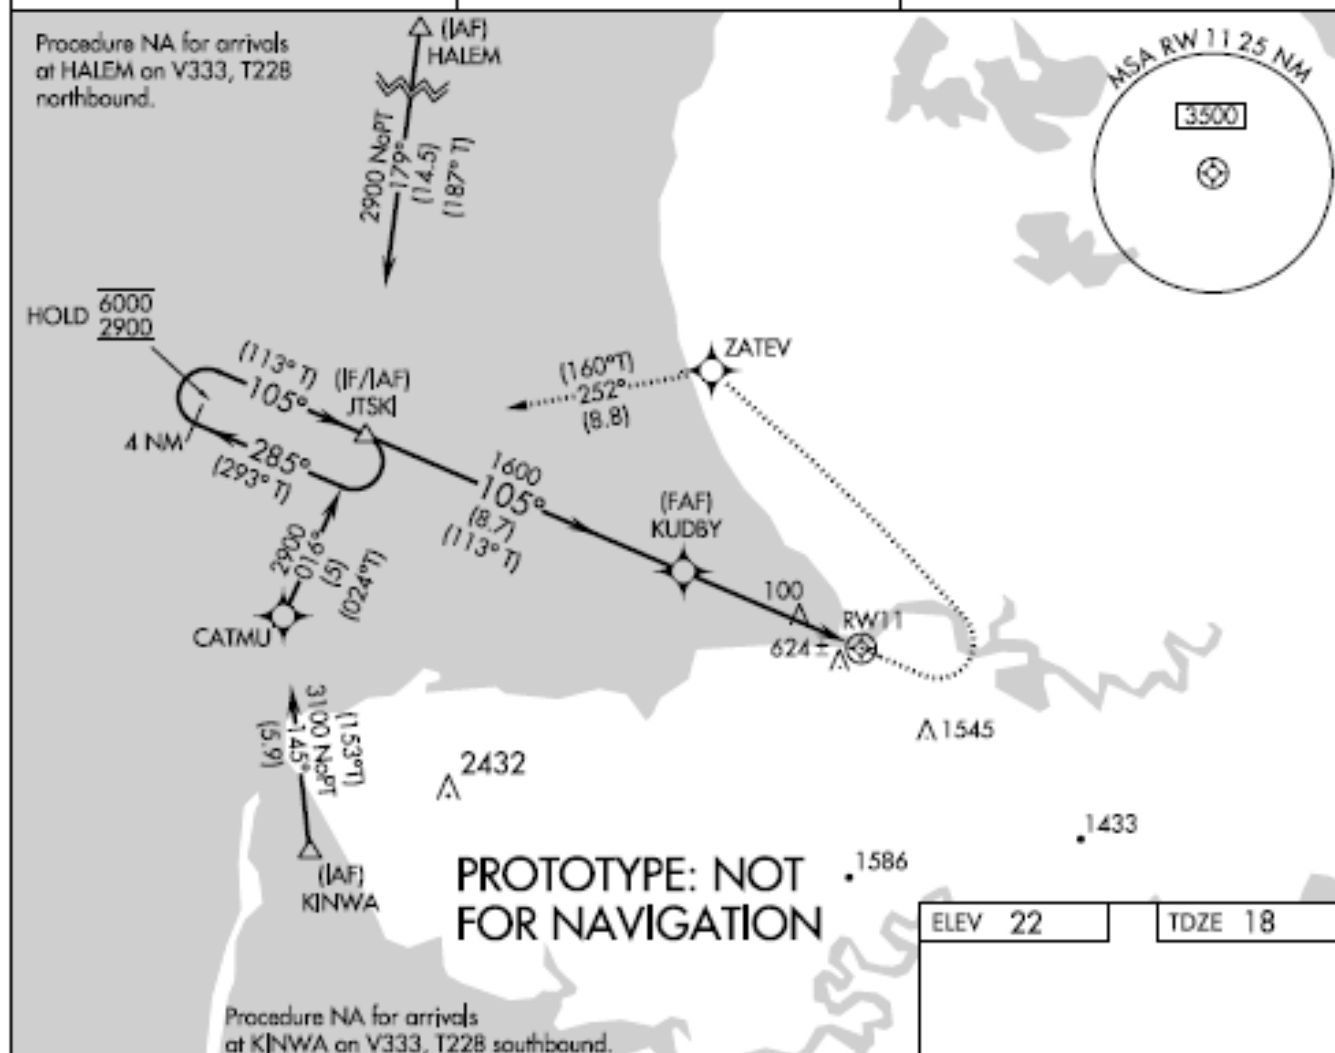 Procedure NA for arrivals
at HALEM on V333, T228
northbound.
(IAF)
HALEM
2900 NoPT
179°
(14.5)
(187° T)
MSA RW 11 25 NM
3500
HOLD 6000
2900
4 NM
(113° T)
105°
(IF/IAF)
JTSKI
285°
(293° T)
ZATEV
(160°T)
252°
(8.8)
1600
105°
(8.7)
(113° T)
(FAF)
KUDBY
2900
016°
(5)
(024°T)
CATMU
100
RW11
624±
(153°T)
3100 NoPT
145°
(5.9)
1545
2432
1433
1586
(IAF)
KINWA
PROTOTYPE: NOT
FOR NAVIGATION
ELEV 22
TDZE 18
Procedure NA for arrivals
at KINWA on V333, T228 southbound.